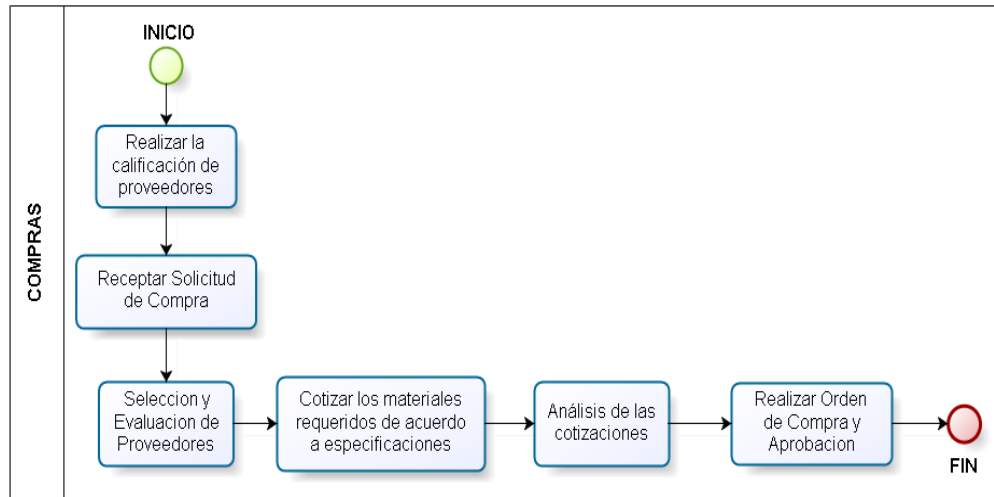 COMPRAS
INICIO
Realizar la
calificación de
proveedores
Receptar Solicitud
de Compra
Seleccion y
Evaluacion de
Proveedores
Cotizar los materiales
requeridos de acuerdo
a especificaciones
Análisis de las
cotizaciones
Realizar Orden
de Compra y
Aprobacion
FIN